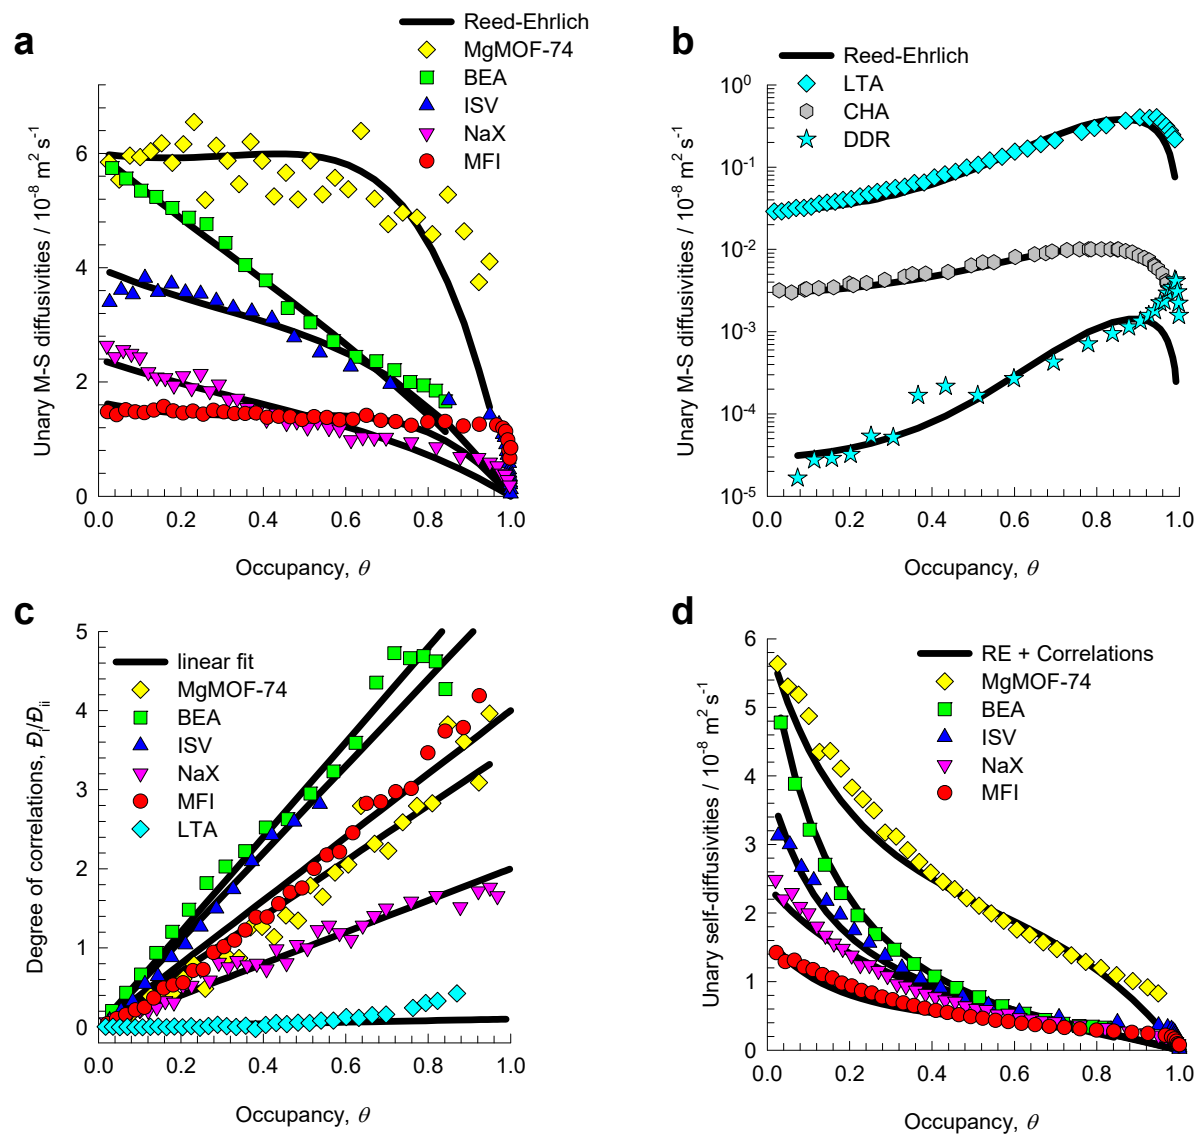 a
Reed-Ehrlich
MgMOF-74
BEA
ISV
NaX
MFI
Unary M-S diffusivities / 10⁻⁸ m² s⁻¹
6
4
2
0
0.0 0.2 0.4 0.6 0.8 1.0
Occupancy, θ
b
Reed-Ehrlich
LTA
CHA
DDR
Unary M-S diffusivities / 10⁻⁸ m² s⁻¹
10⁰
10⁻¹
10⁻²
10⁻³
10⁻⁴
10⁻⁵
0.0 0.2 0.4 0.6 0.8 1.0
Occupancy, θ
c
linear fit
MgMOF-74
BEA
ISV
NaX
MFI
LTA
Degree of correlations, Đᵢ/Đᵢᵢ
5
4
3
2
1
0
0.0 0.2 0.4 0.6 0.8 1.0
Occupancy, θ
d
RE + Correlations
MgMOF-74
BEA
ISV
NaX
MFI
Unary self-diffusivities / 10⁻⁸ m² s⁻¹
6
5
4
3
2
1
0
0.0 0.2 0.4 0.6 0.8 1.0
Occupancy, θ